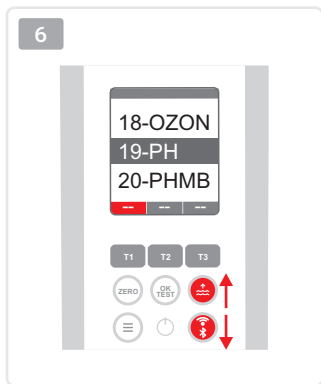 6
18-OZON
19-PH
20-PHMB
-- -- --
T1 T2 T3
ZERO OK
TEST